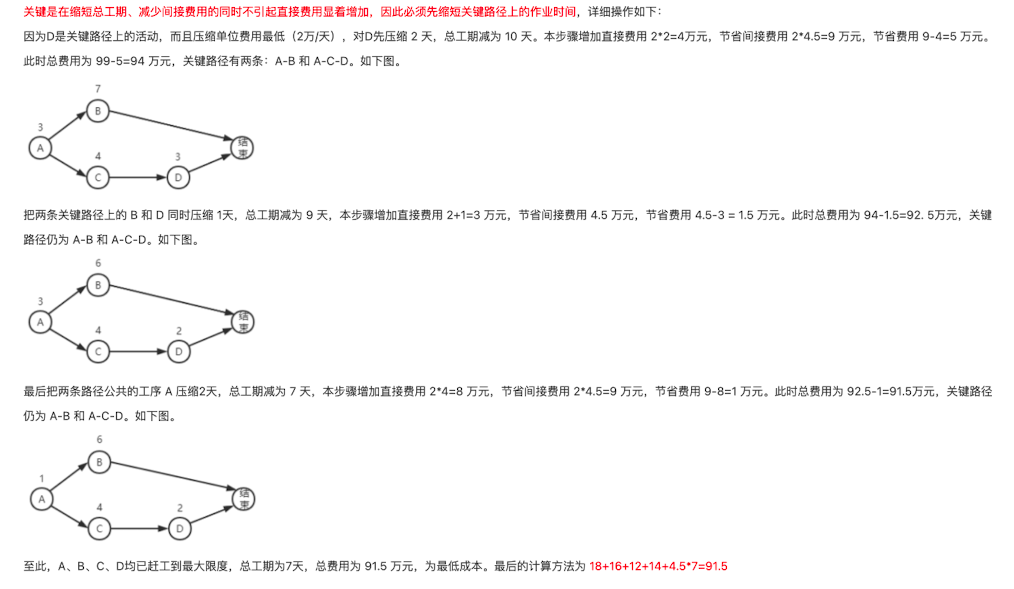 关键是在缩短总工期、减少间接费用的同时不引起直接费用显着增加，因此必须先缩短关键路径上的作业时间，详细操作如下：
因为D是关键路径上的活动，而且压缩单位费用最低（2万/天），对D先压缩 2 天，总工期减为 10 天。本步骤增加直接费用 2*2=4万元，节省间接费用 2*4.5=9 万元，节省费用 9-4=5 万元。
此时总费用为 99-5=94 万元，关键路径有两条：A-B 和 A-C-D。如下图。
7
B
3
A
结束
4
3
C
D
把两条关键路径上的 B 和 D 同时压缩 1天，总工期减为 9 天，本步骤增加直接费用 2+1=3 万元，节省间接费用 4.5 万元，节省费用 4.5-3 = 1.5 万元。此时总费用为 94-1.5=92. 5万元，关键
路径仍为 A-B 和 A-C-D。如下图。
6
B
3
A
结束
4
2
C
D
最后把两条路径公共的工序 A 压缩2天，总工期减为 7 天，本步骤增加直接费用 2*4=8 万元，节省间接费用 2*4.5=9 万元，节省费用 9-8=1 万元。此时总费用为 92.5-1=91.5万元，关键路径
仍为 A-B 和 A-C-D。如下图。
6
B
1
A
结束
4
2
C
D
至此，A、B、C、D均已赶工到最大限度，总工期为7天，总费用为 91.5 万元，为最低成本。最后的计算方法为 18+16+12+14+4.5*7=91.5